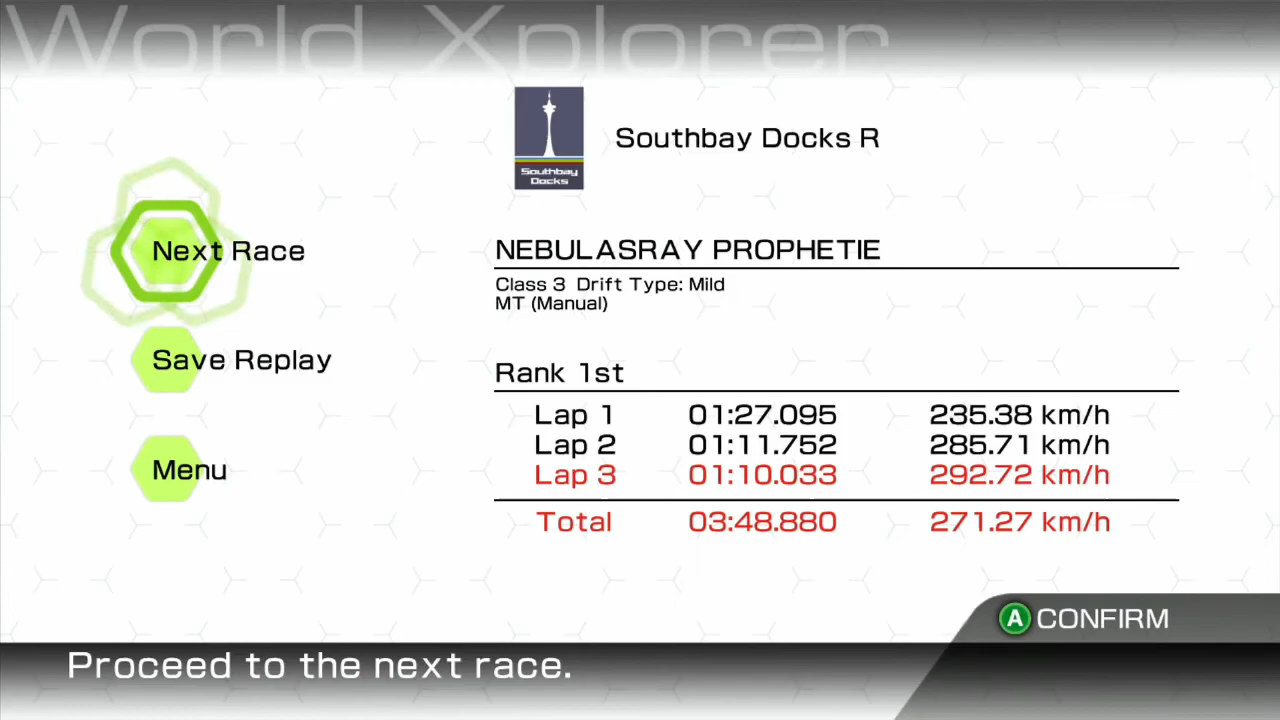 World Xplorer
Southbay Docks R
Southbay
Docks
Next Race
Save Replay
Menu
NEBULASRAY PROPHETIE
Class 3 Drift Type: Mild
MT (Manual)
Rank 1st
Lap 1 01:27.095 235.38 km/h
Lap 2 01:11.752 285.71 km/h
Lap 3 01:10.033 292.72 km/h
Total 03:48.880 271.27 km/h
A CONFIRM
Proceed to the next race.